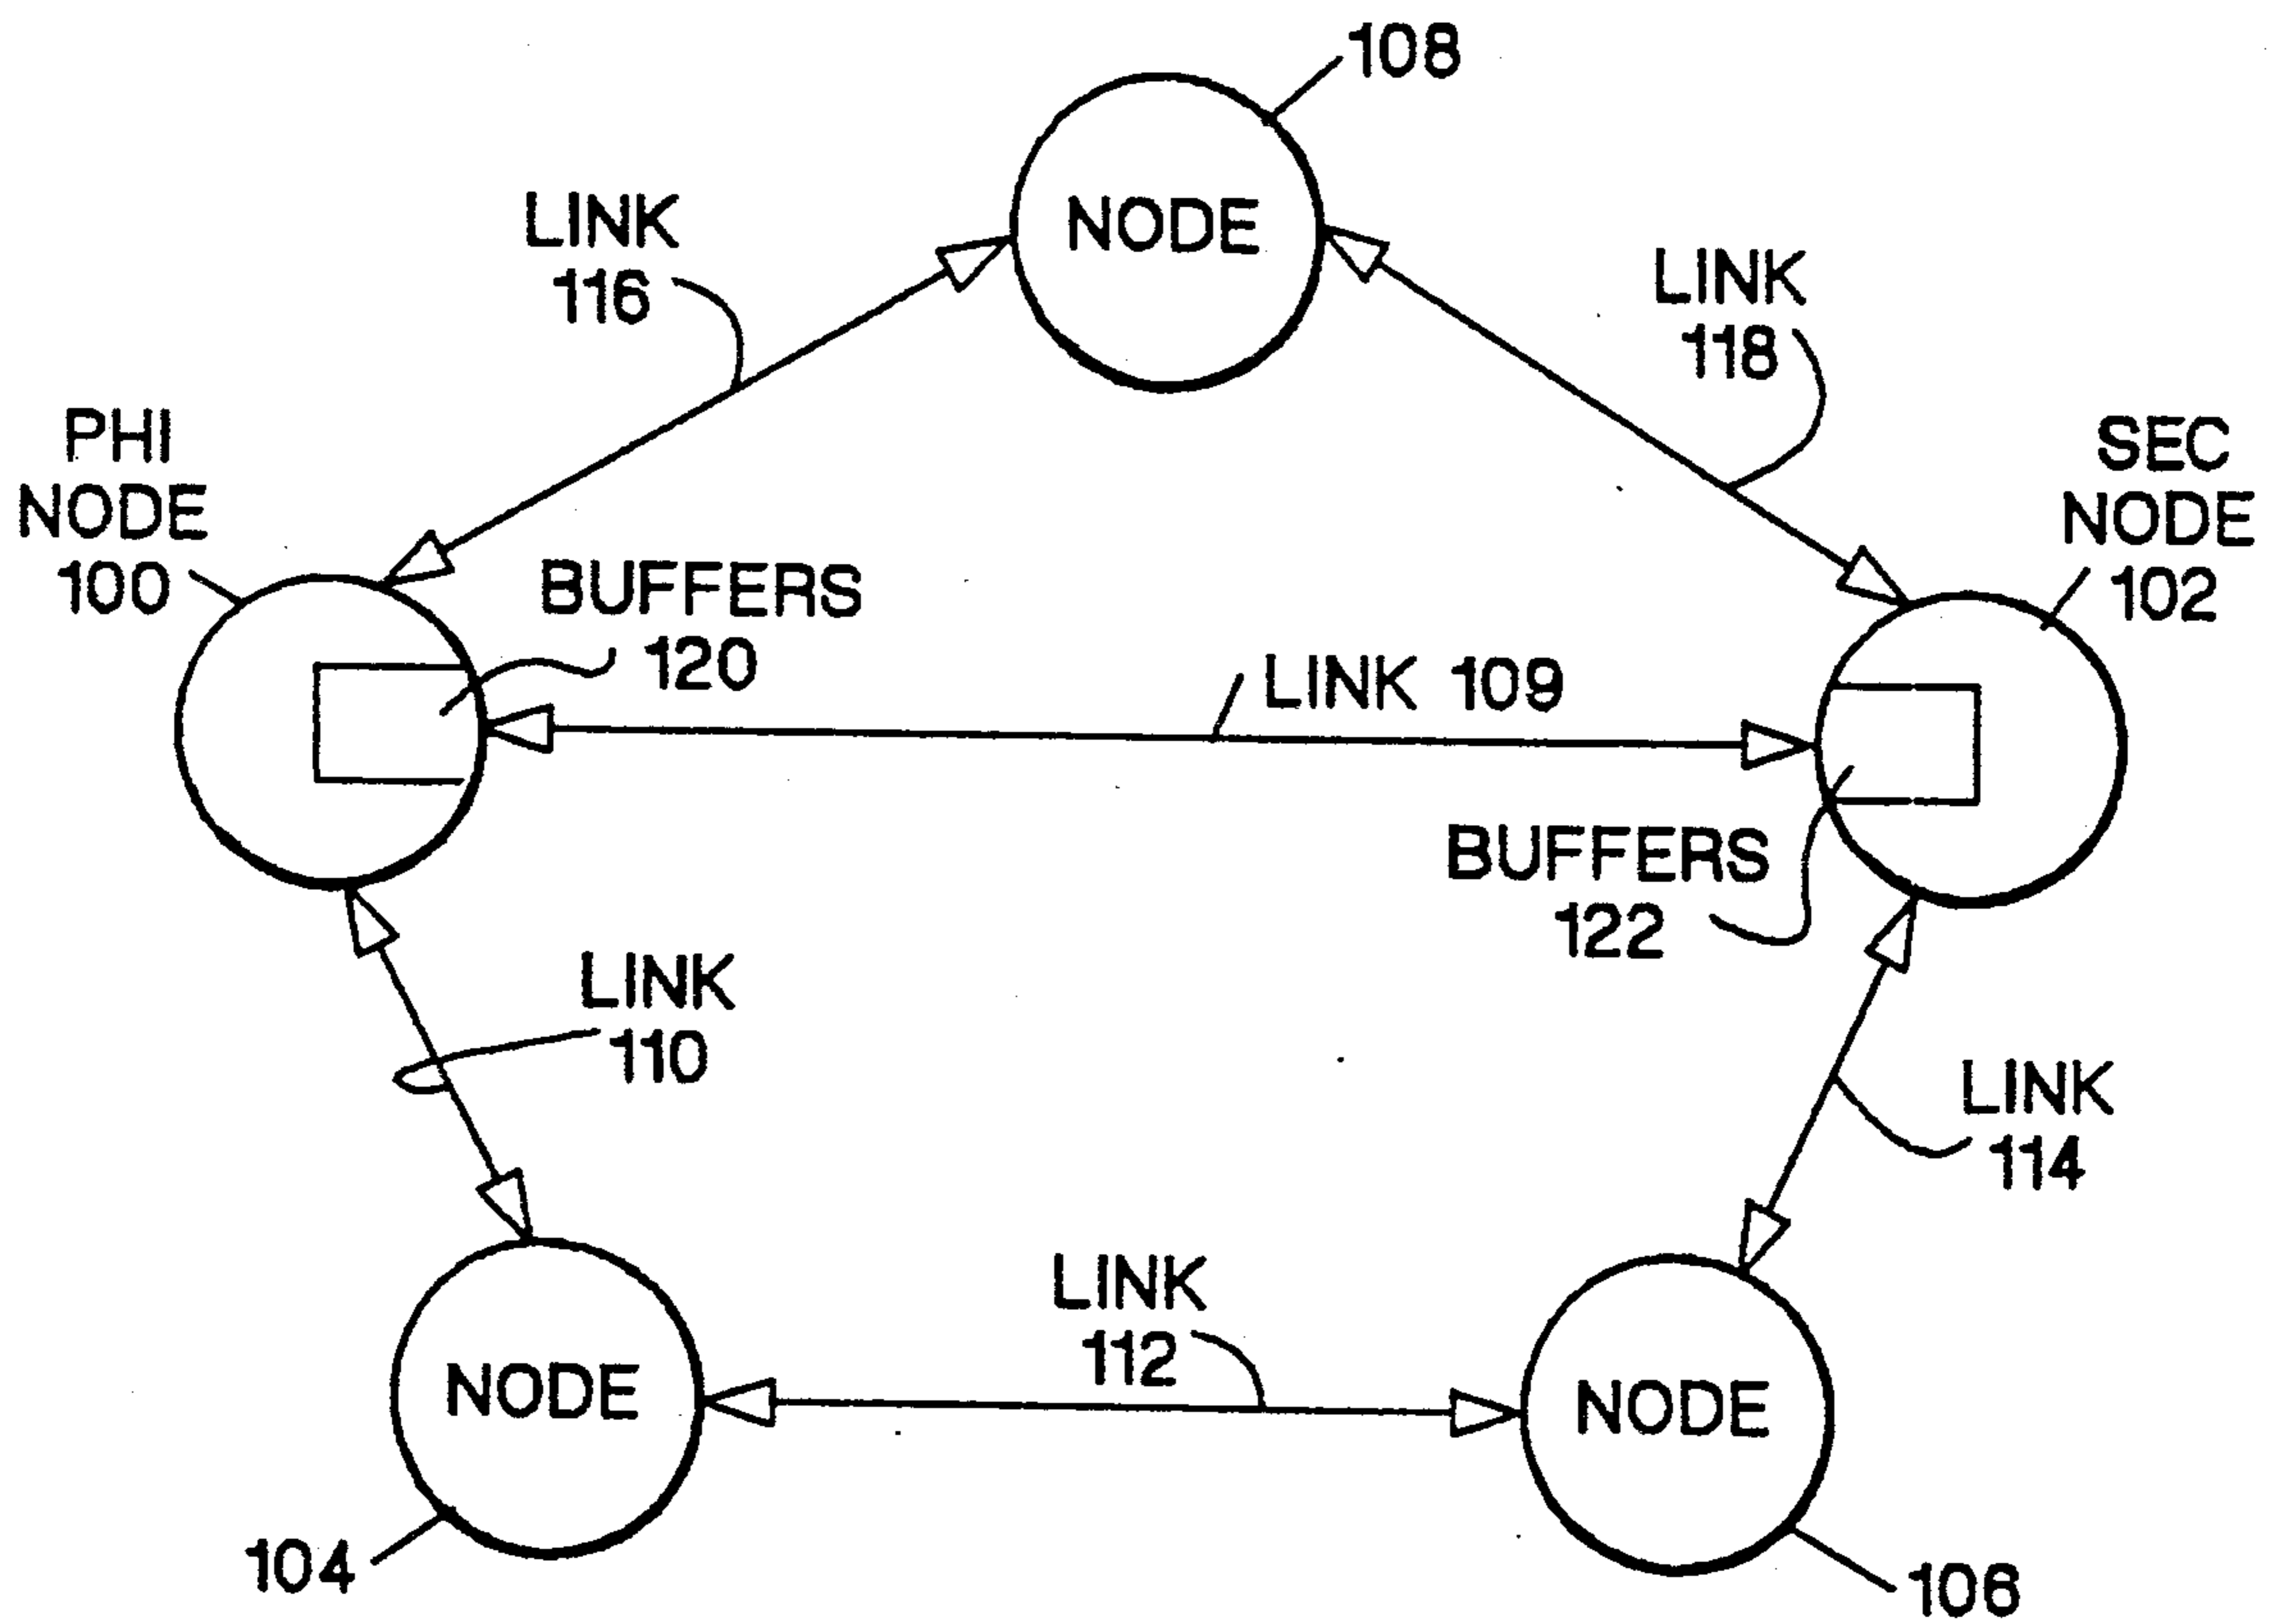 108
NODE
LINK
116
LINK
118
PHI
NODE
100
SEC
NODE
102
BUFFERS
120
LINK 109
BUFFERS
122
LINK
110
LINK
114
LINK
112
NODE
NODE
104
106